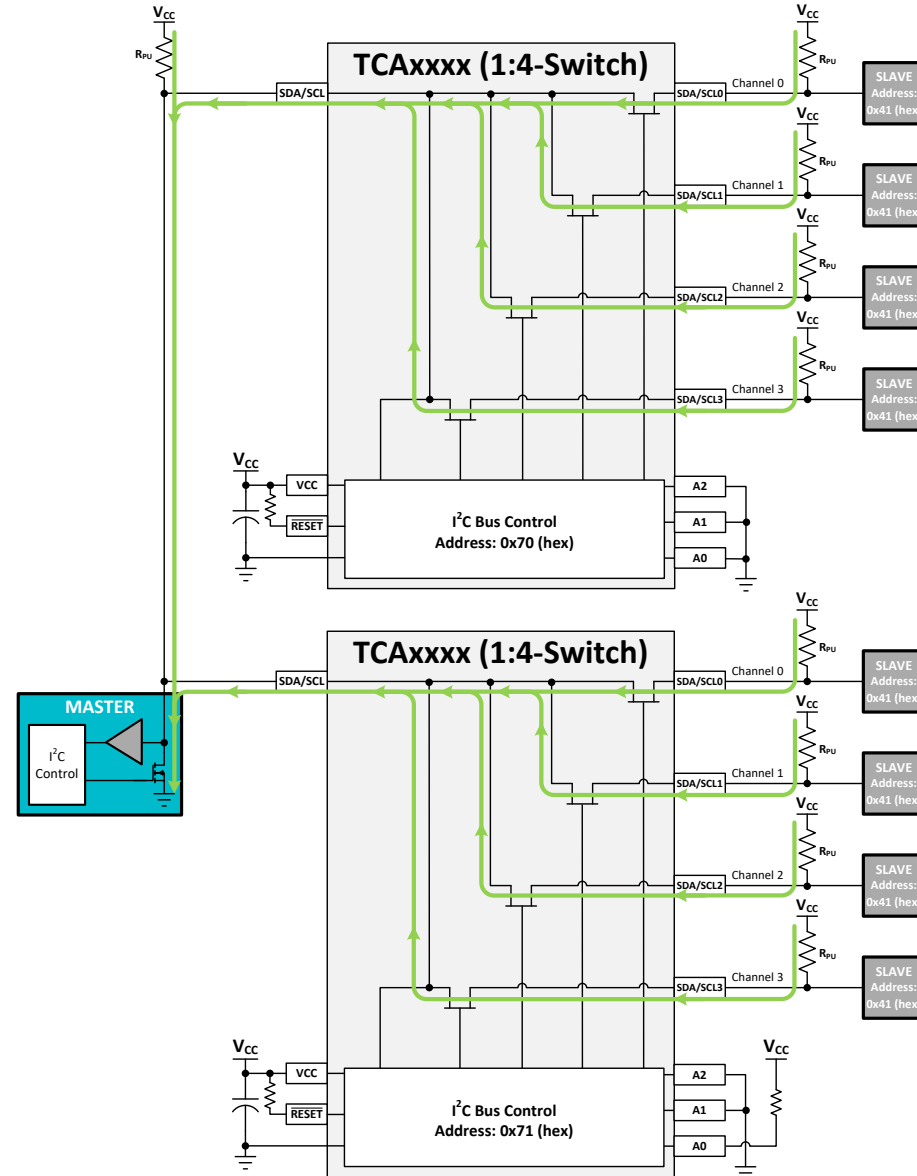 VCC
RPU
TCAxxxx (1:4-Switch)
SDA/SCL
SDA/SCL0
Channel 0
VCC
RPU
SLAVE
Address:
0x41 (hex
SDA/SCL1
Channel 1
VCC
RPU
SLAVE
Address:
0x41 (hex
SDA/SCL2
Channel 2
VCC
RPU
SLAVE
Address:
0x41 (hex
SDA/SCL3
Channel 3
VCC
RPU
SLAVE
Address:
0x41 (hex
VCC
VCC
RESET
I2C Bus Control
Address: 0x70 (hex)
A2
A1
A0
TCAxxxx (1:4-Switch)
SDA/SCL
SDA/SCL0
Channel 0
VCC
RPU
SLAVE
Address:
0x41 (hex
MASTER
I2C
Control
SDA/SCL1
Channel 1
VCC
RPU
SLAVE
Address:
0x41 (hex
SDA/SCL2
Channel 2
VCC
RPU
SLAVE
Address:
0x41 (hex
SDA/SCL3
Channel 3
VCC
RPU
SLAVE
Address:
0x41 (hex
VCC
VCC
RESET
I2C Bus Control
Address: 0x71 (hex)
A2
A1
A0
VCC